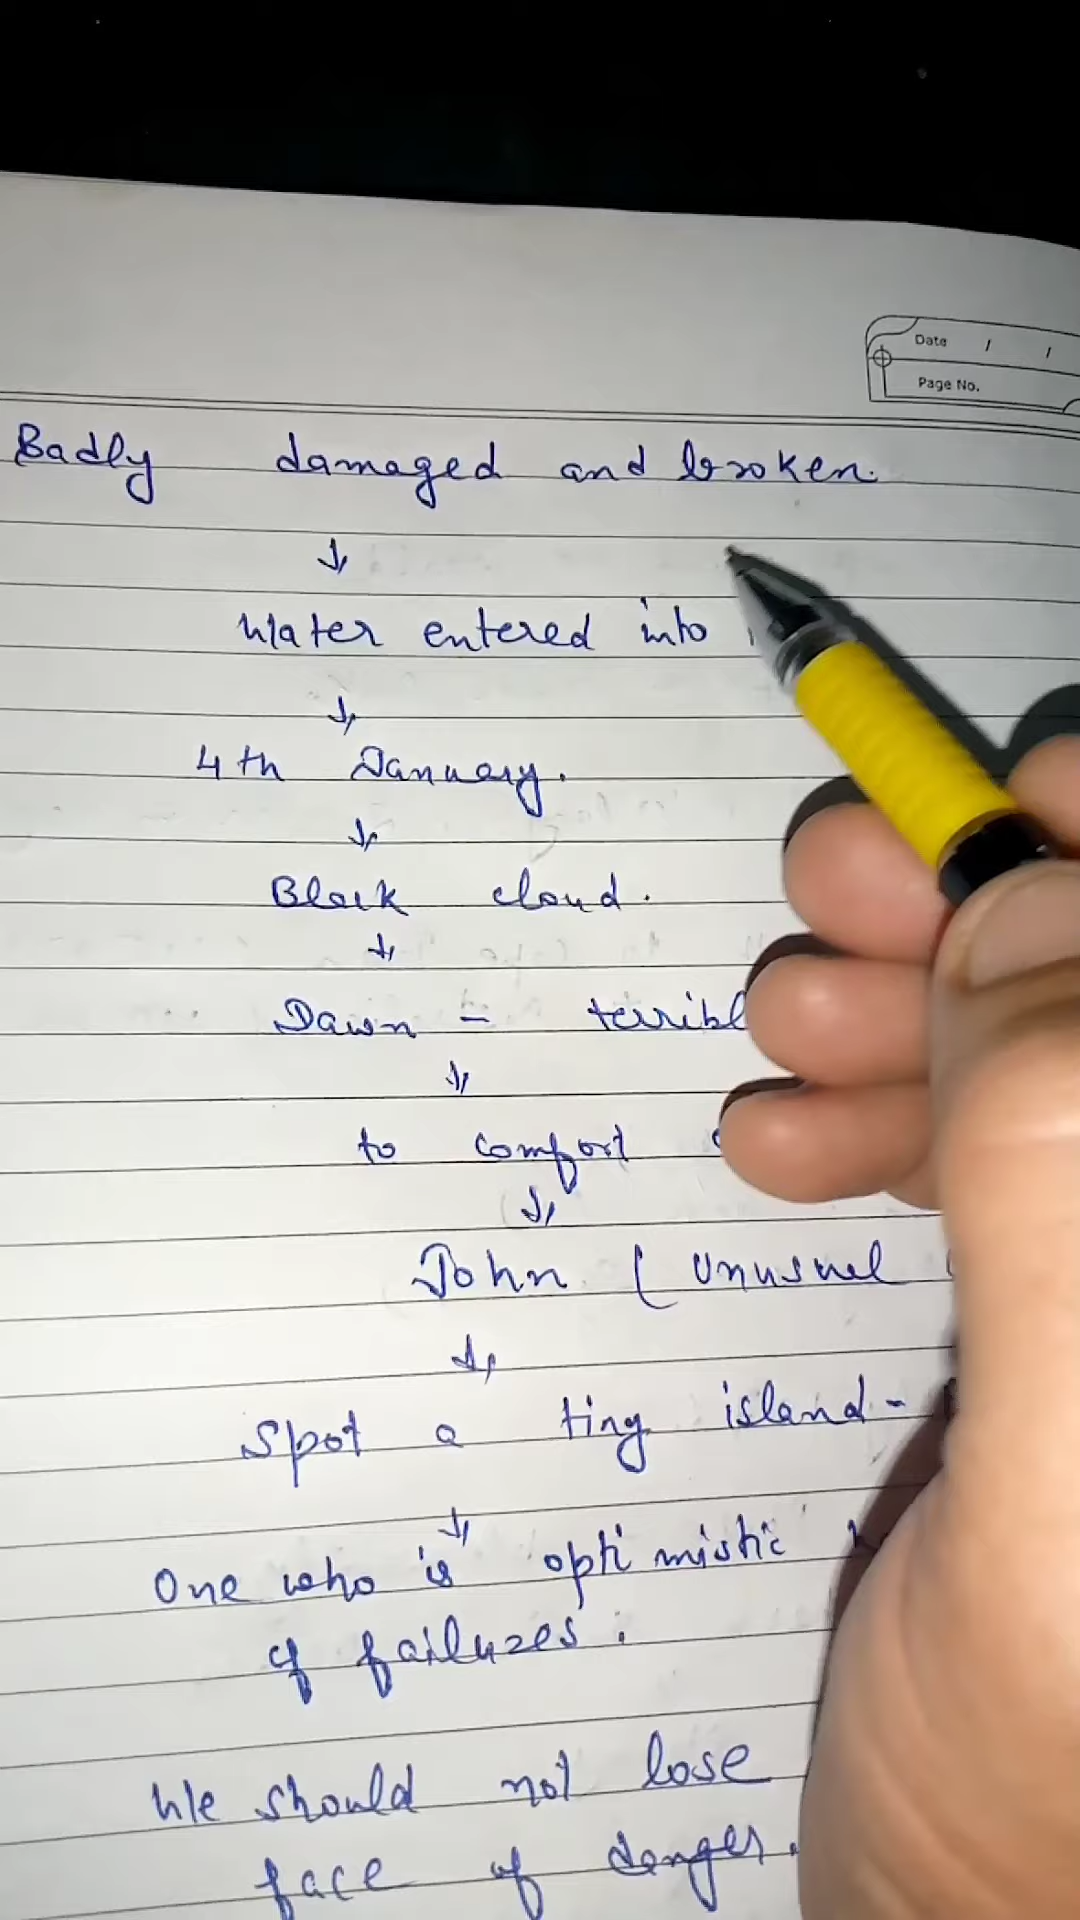 Date / /
Page No.
Badly damaged and broken.
↓
Water entered into
↓
4th January.
↓
Black cloud.
↓
Dawn - terribl
↓
to comfort
↓
John ( unusual
↓
Spot a tiny island -
↓
One who is optimistic
of failures.
We should not lose
face of danger.